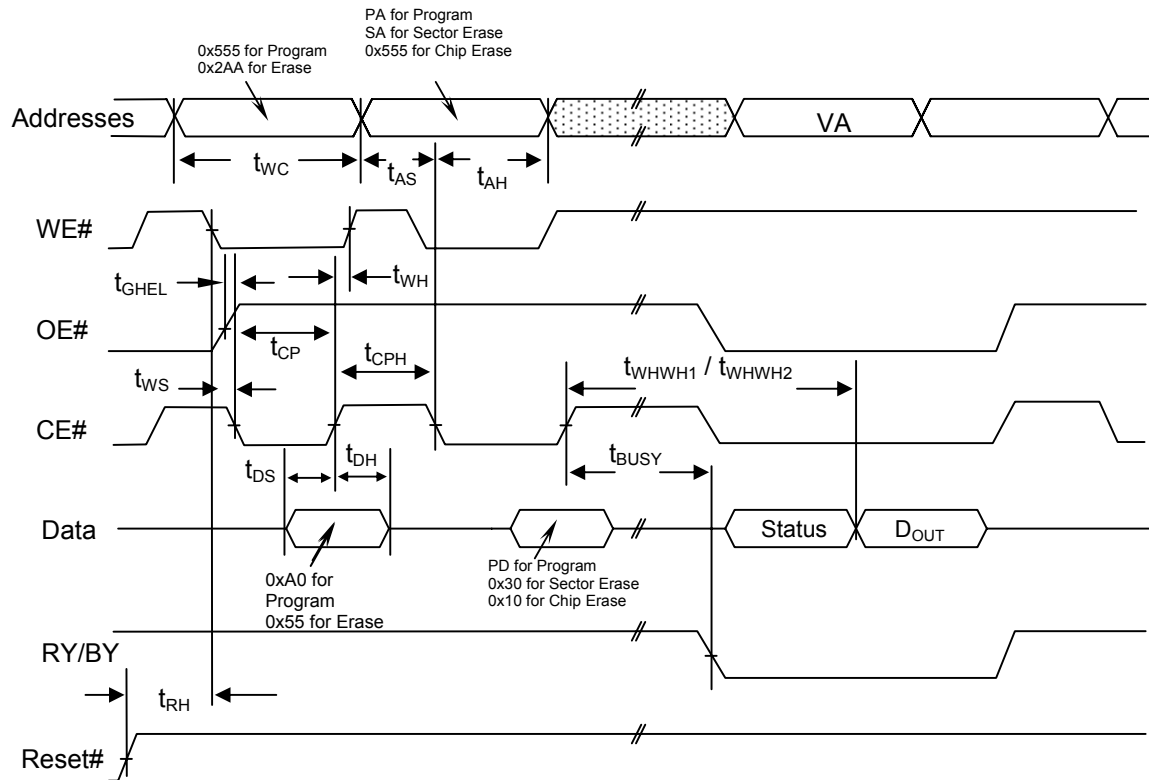 PA for Program
SA for Sector Erase
0x555 for Chip Erase
0x555 for Program
0x2AA for Erase
Addresses
VA
tWC
tAS
tAH
WE#
tGHEL
tWH
OE#
tCP
tCPH
tWHWH1 / tWHWH2
tWS
CE#
tDS
tDH
tBUSY
Data
Status
DOUT
0xA0 for
Program
0x55 for Erase
PD for Program
0x30 for Sector Erase
0x10 for Chip Erase
RY/BY
tRH
Reset#